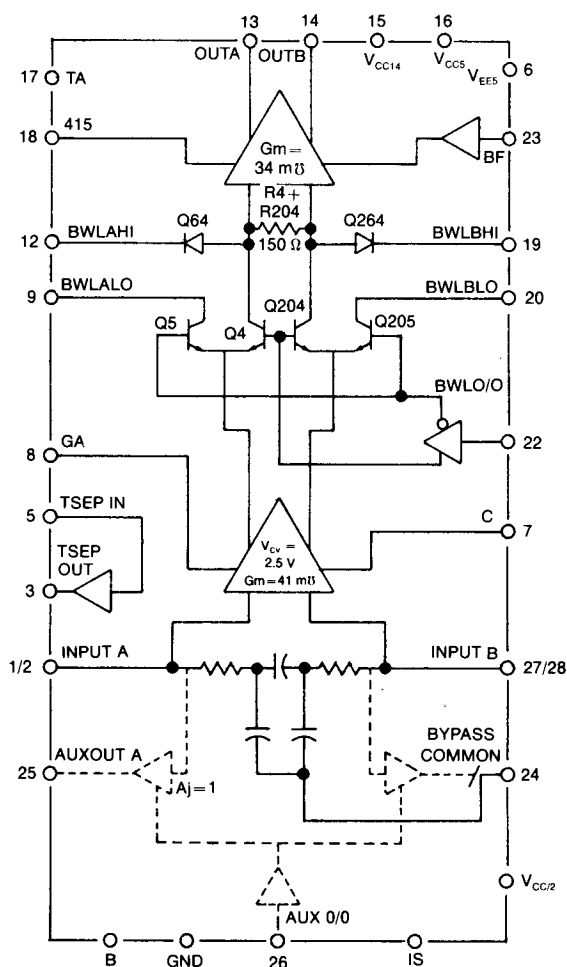 13 14 15 16
OUTA OUTB
VCC14
VCC5
VEE5
6
17 TA
18 415
Gm =
34 m℧
23
BF
R4+
R204
150 Ω
Q64
Q264
12 BWLAHI
BWLBHI 19
9 BWLALO
BWLBLO 20
Q5
Q4
Q204
Q205
BWLO/O
22
8 GA
5 TSEP IN
C
7
TSEP
OUT
3
VCv =
2.5 V
Gm=41 m℧
1/2 INPUT A
INPUT B 27/28
25 AUXOUT A
Aj=1
BYPASS
COMMON
24
VCC/2
AUX 0/0
B GND 26 IS